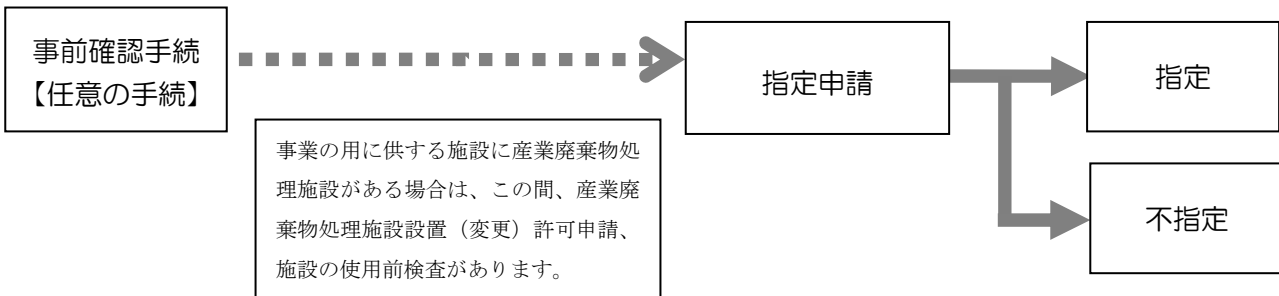 事前確認手続
【任意の手続】
指定申請
指定
不指定
事業の用に供する施設に産業廃棄物処
理施設がある場合は、この間、産業廃
棄物処理施設設置（変更）許可申請、
施設の使用前検査があります。